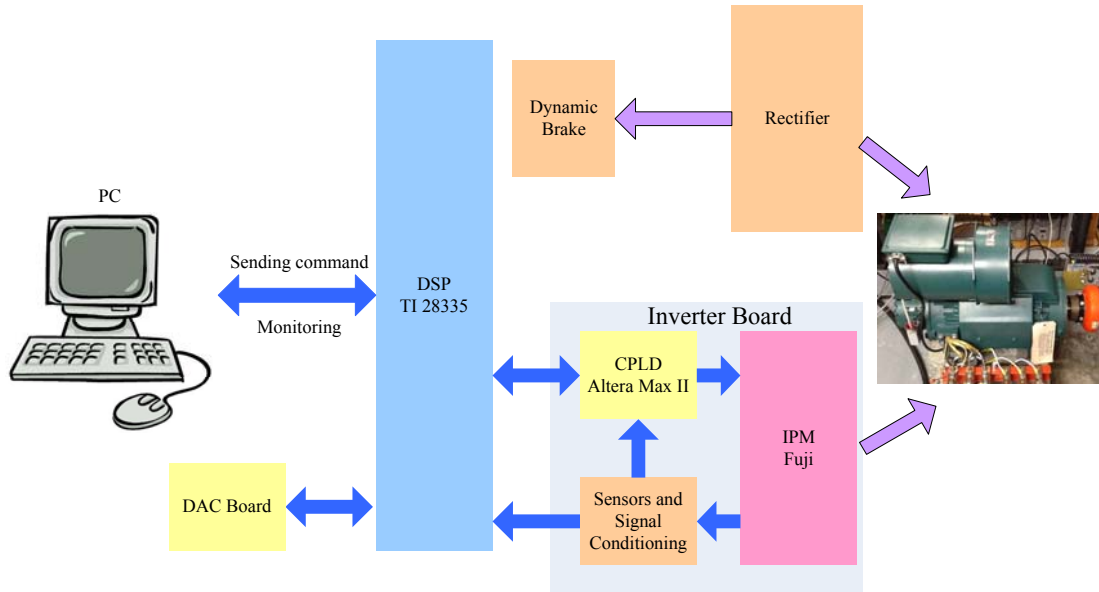 PC
Sending command
Monitoring
DSP
TI 28335
Dynamic
Brake
Rectifier
Inverter Board
CPLD
Altera Max II
IPM
Fuji
Sensors and
Signal
Conditioning
DAC Board